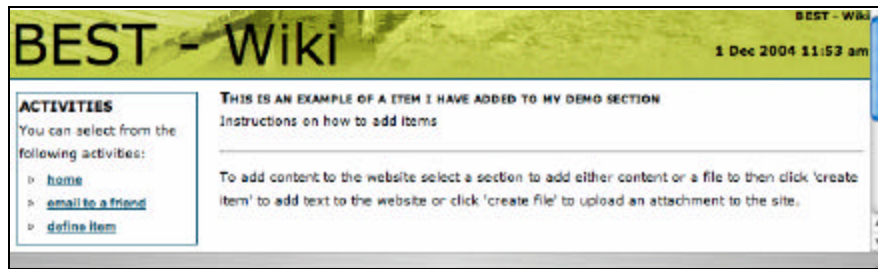 BEST - Wiki
BEST - Wiki
1 Dec 2004 11:53 am
ACTIVITIES
You can select from the
following activities:
home
email to a friend
define item
THIS IS AN EXAMPLE OF A ITEM I HAVE ADDED TO MY DEMO SECTION
Instructions on how to add items
To add content to the website select a section to add either content or a file to then click 'create
item' to add text to the website or click 'create file' to upload an attachment to the site.